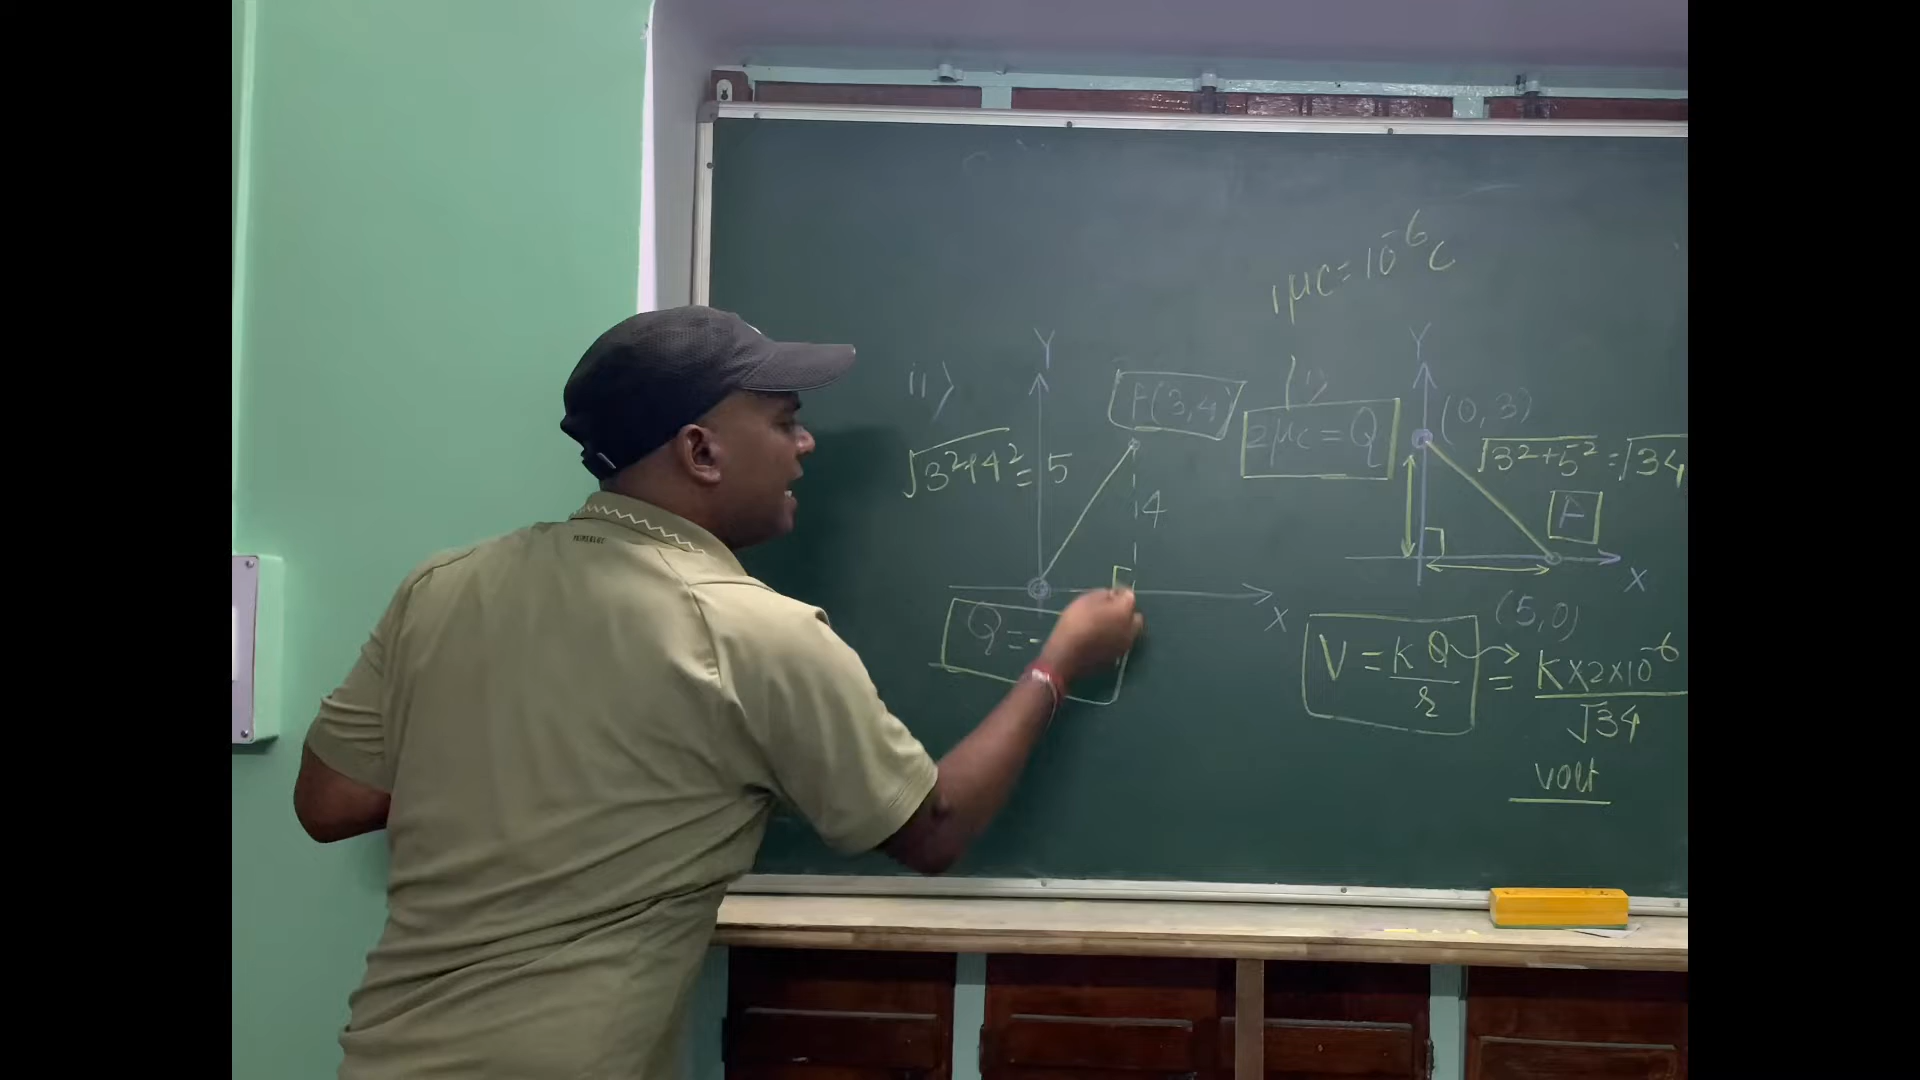 1μc = 10⁻⁶c
ii)
Y
P(3,4)
√3²+4² = 5
4
X
Q = -
i)
2μc = Q
Y
(0,3)
√3²+5² = √34
A
X
(5,0)
V = kQ/r = K×2×10⁻⁶/√34
volt